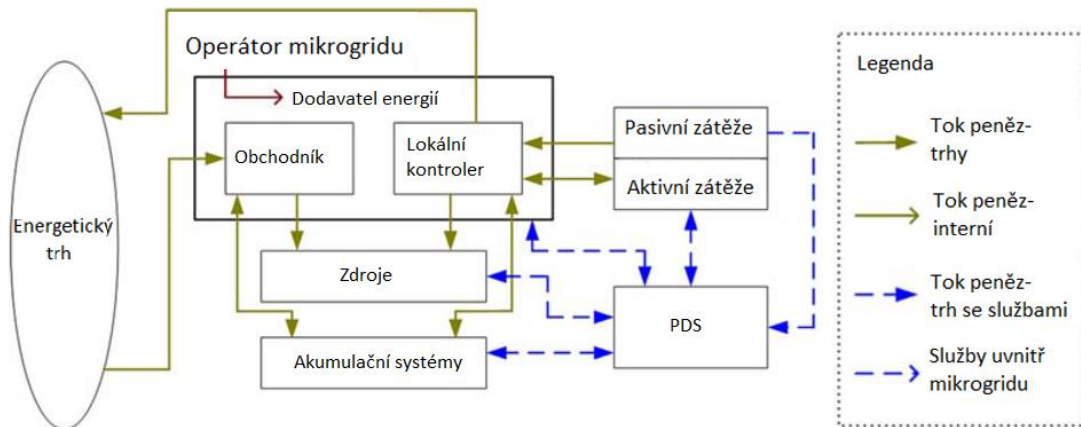 Operátor mikrogridu
Dodavatel energií
Obchodník
Lokální
kontroler
Pasivní zátěže
Aktivní zátěže
Energetický
trh
Zdroje
Akumulační systémy
PDS
Legenda
Tok peněz-
trhy
Tok peněz-
interní
Tok peněz-
trh se službami
Služby uvnitř
mikrogridu